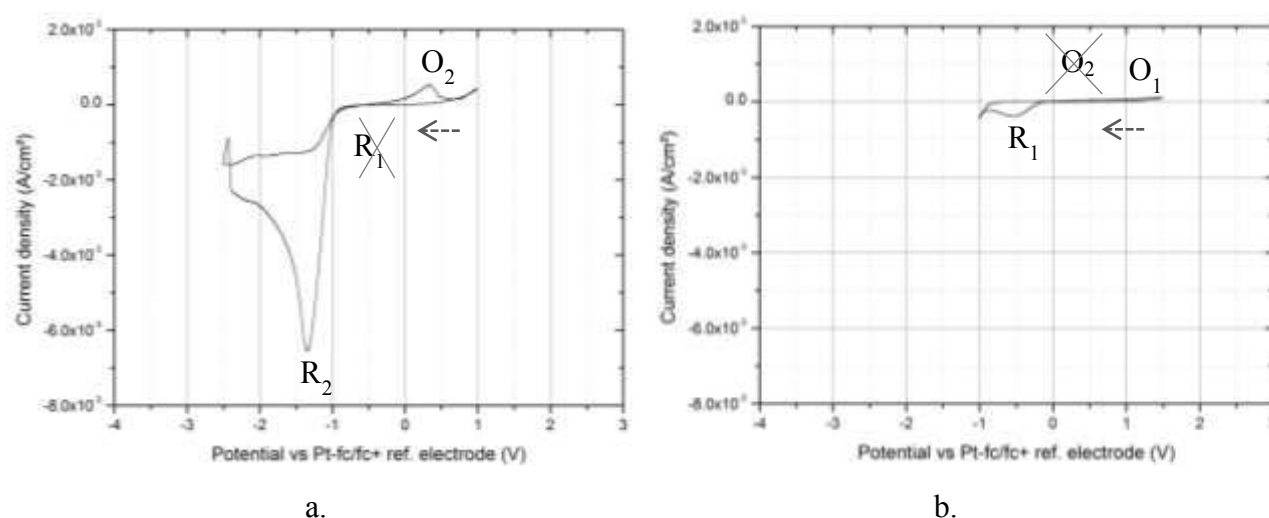 2.0x10⁻³
0.0
-2.0x10⁻³
-4.0x10⁻³
-6.0x10⁻³
-8.0x10⁻³
Current density (A/cm²)
O₂
R₁
R₂
-4 -3 -2 -1 0 1 2 3
Potential vs Pt-fc/fc+ ref. electrode (V)
a.
2.0x10⁻³
0.0
-2.0x10⁻³
-4.0x10⁻³
-6.0x10⁻³
-8.0x10⁻³
Current density (A/cm²)
O₂
O₁
R₁
-4 -3 -2 -1 0 1 2
Potential vs Pt-fc/fc+ ref. electrode (V)
b.